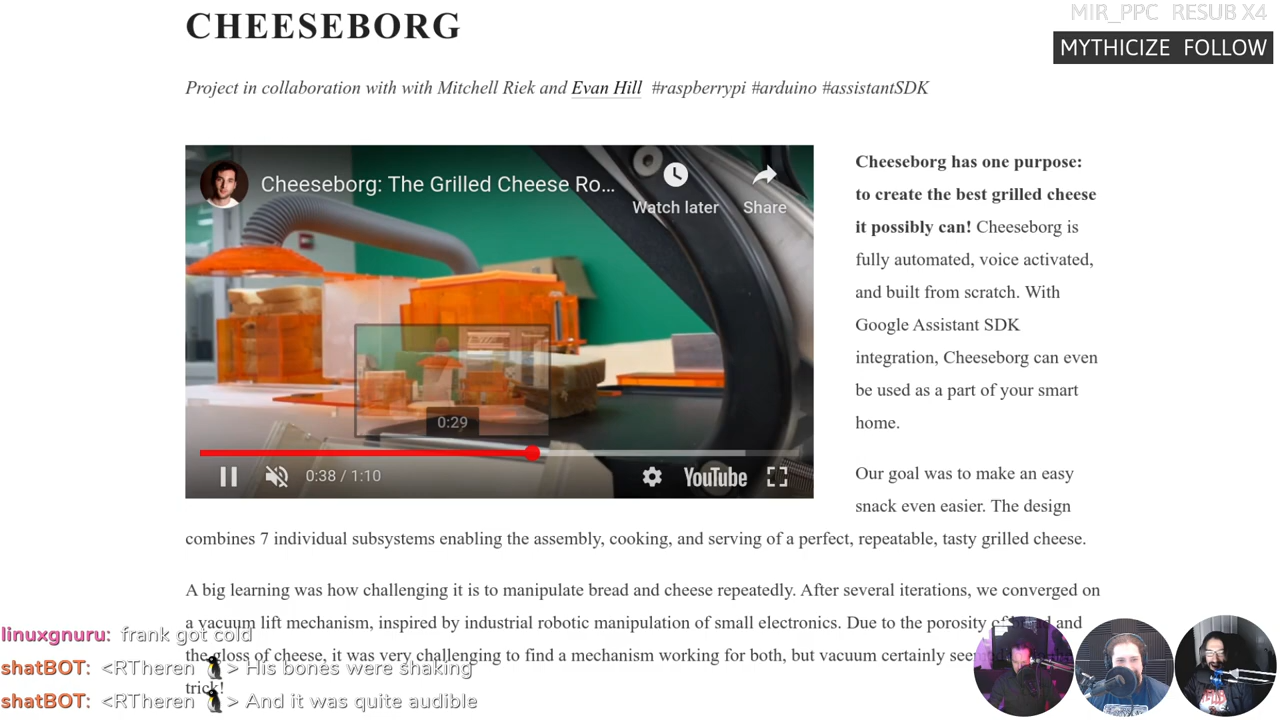 MIR_PPC RESUB X4
CHEESEBORG
MYTHICIZE FOLLOW
Project in collaboration with with Mitchell Riek and Evan Hill #raspberrypi #arduino #assistantSDK
Cheeseborg: The Grilled Cheese Ro...
Watch later
Share
0:29
0:38 / 1:10
YouTube
Cheeseborg has one purpose:
to create the best grilled cheese
it possibly can! Cheeseborg is
fully automated, voice activated,
and built from scratch. With
Google Assistant SDK
integration, Cheeseborg can even
be used as a part of your smart
home.
Our goal was to make an easy
snack even easier. The design
combines 7 individual subsystems enabling the assembly, cooking, and serving of a perfect, repeatable, tasty grilled cheese.
A big learning was how challenging it is to manipulate bread and cheese repeatedly. After several iterations, we converged on
a vacuum lift mechanism, inspired by industrial robotic manipulation of small electronics. Due to the porosity and
the gloss of cheese, it was very challenging to find a mechanism working for both, but vacuum certainly
trick!
linuxgnuru: frank got cold
shatBOT: <RTheren 🐧> His bones were shaking
shatBOT: <RTheren 🐧> And it was quite audible